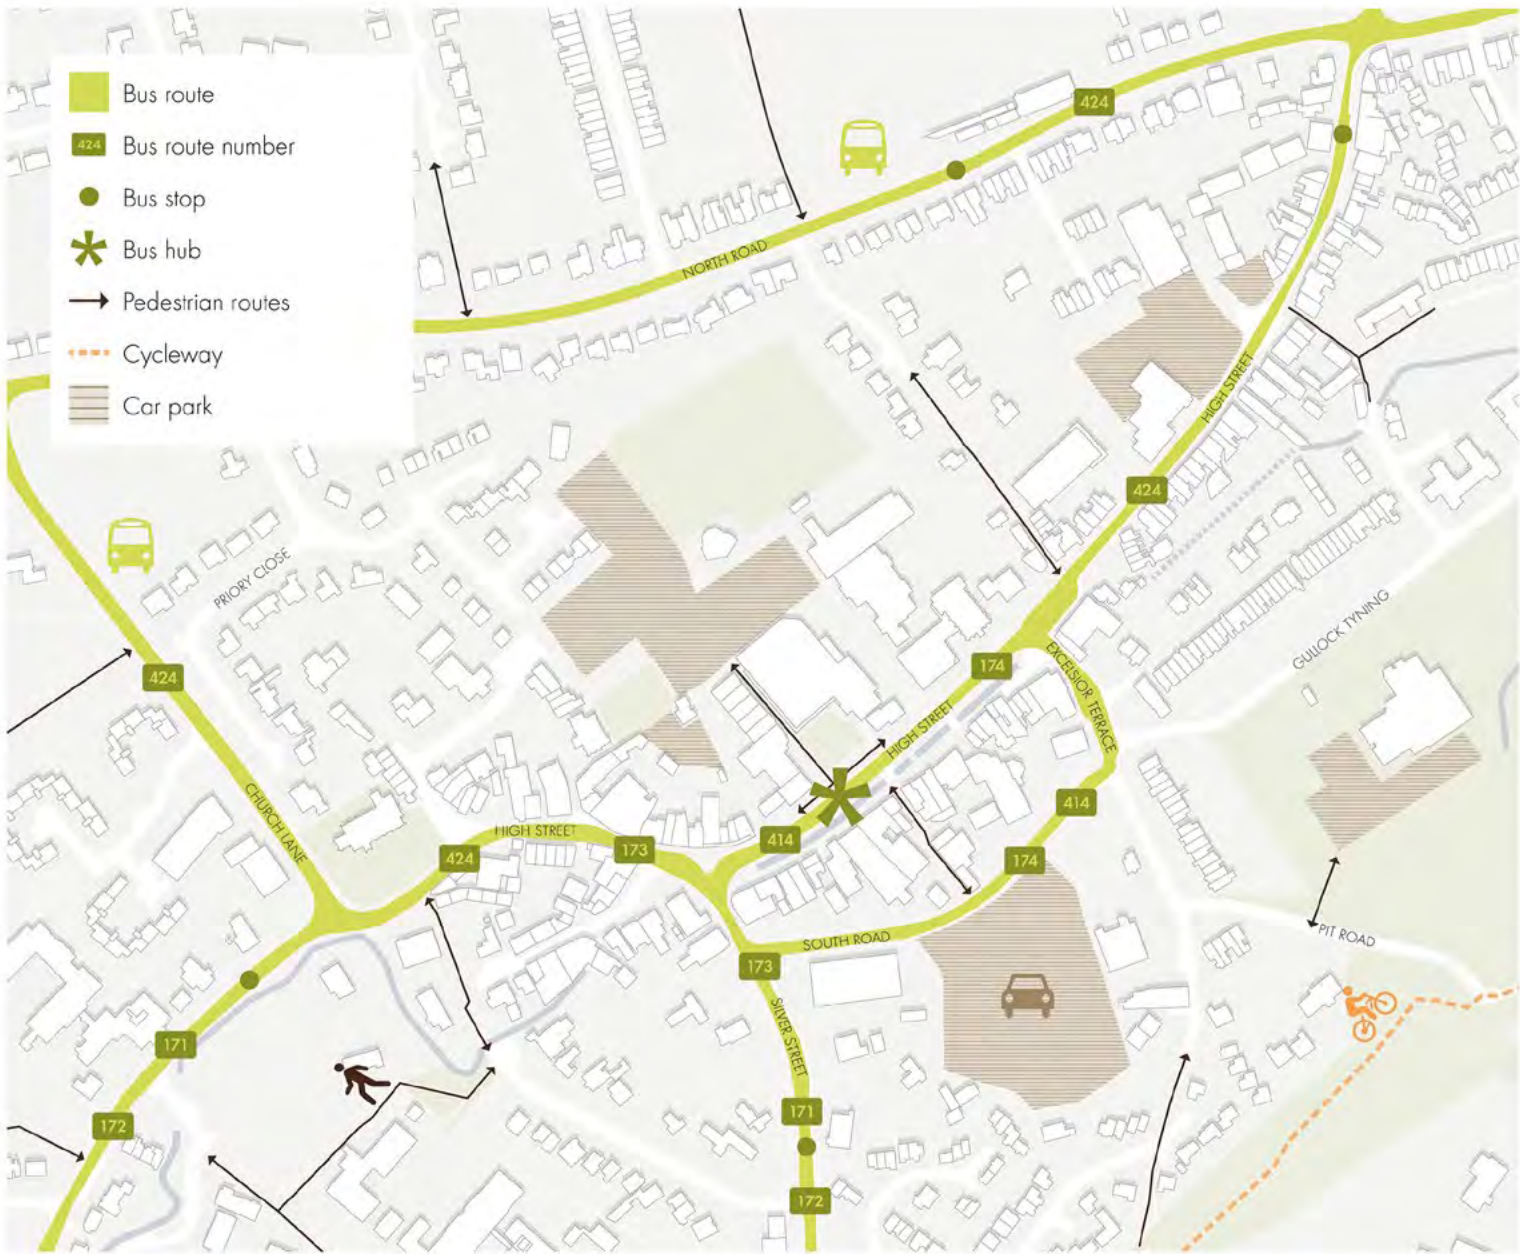 Bus route
424
Bus route number
Bus stop
Bus hub
Pedestrian routes
Cycleway
Car park
424
NORTH ROAD
HIGH STREET
424
PRIORY CLOSE
GULLOCK TYNING
424
174
EXCELSIOR TERRACE
HIGH STREET
CHURCH LANE
414
HIGH STREET
173
414
424
174
SOUTH ROAD
PIT ROAD
173
SILVER STREET
171
171
172
172